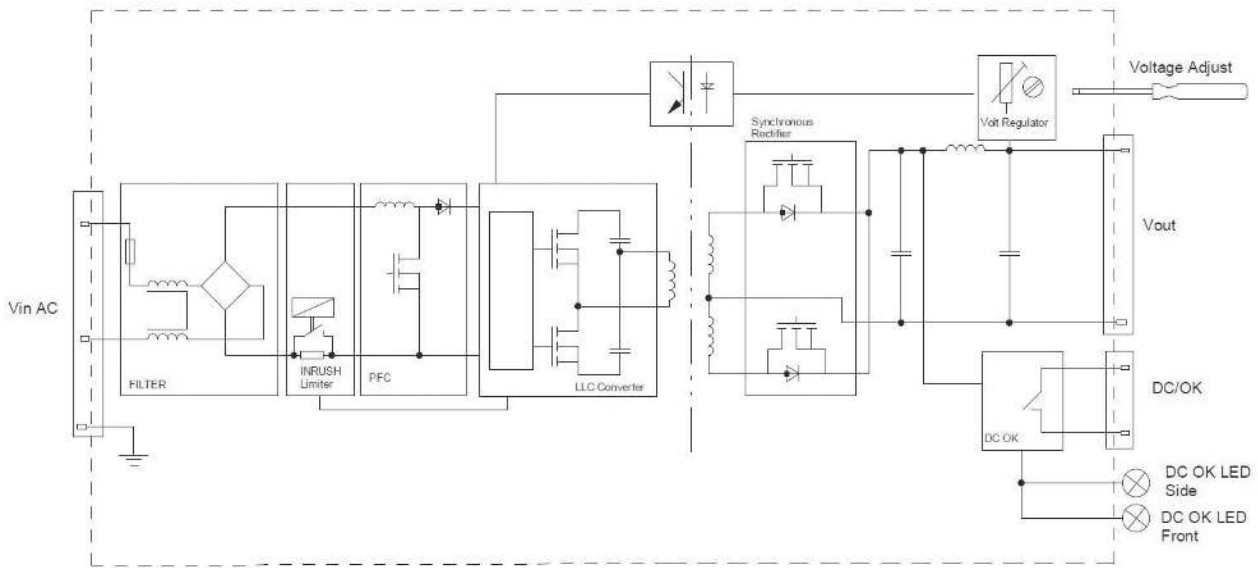 Voltage Adjust
Volt Regulator
Synchronous
Rectifier
Vout
Vin AC
FILTER
INRUSH
Limiter
PFC
LLC Converter
DC/OK
DC OK
DC OK LED
Side
DC OK LED
Front